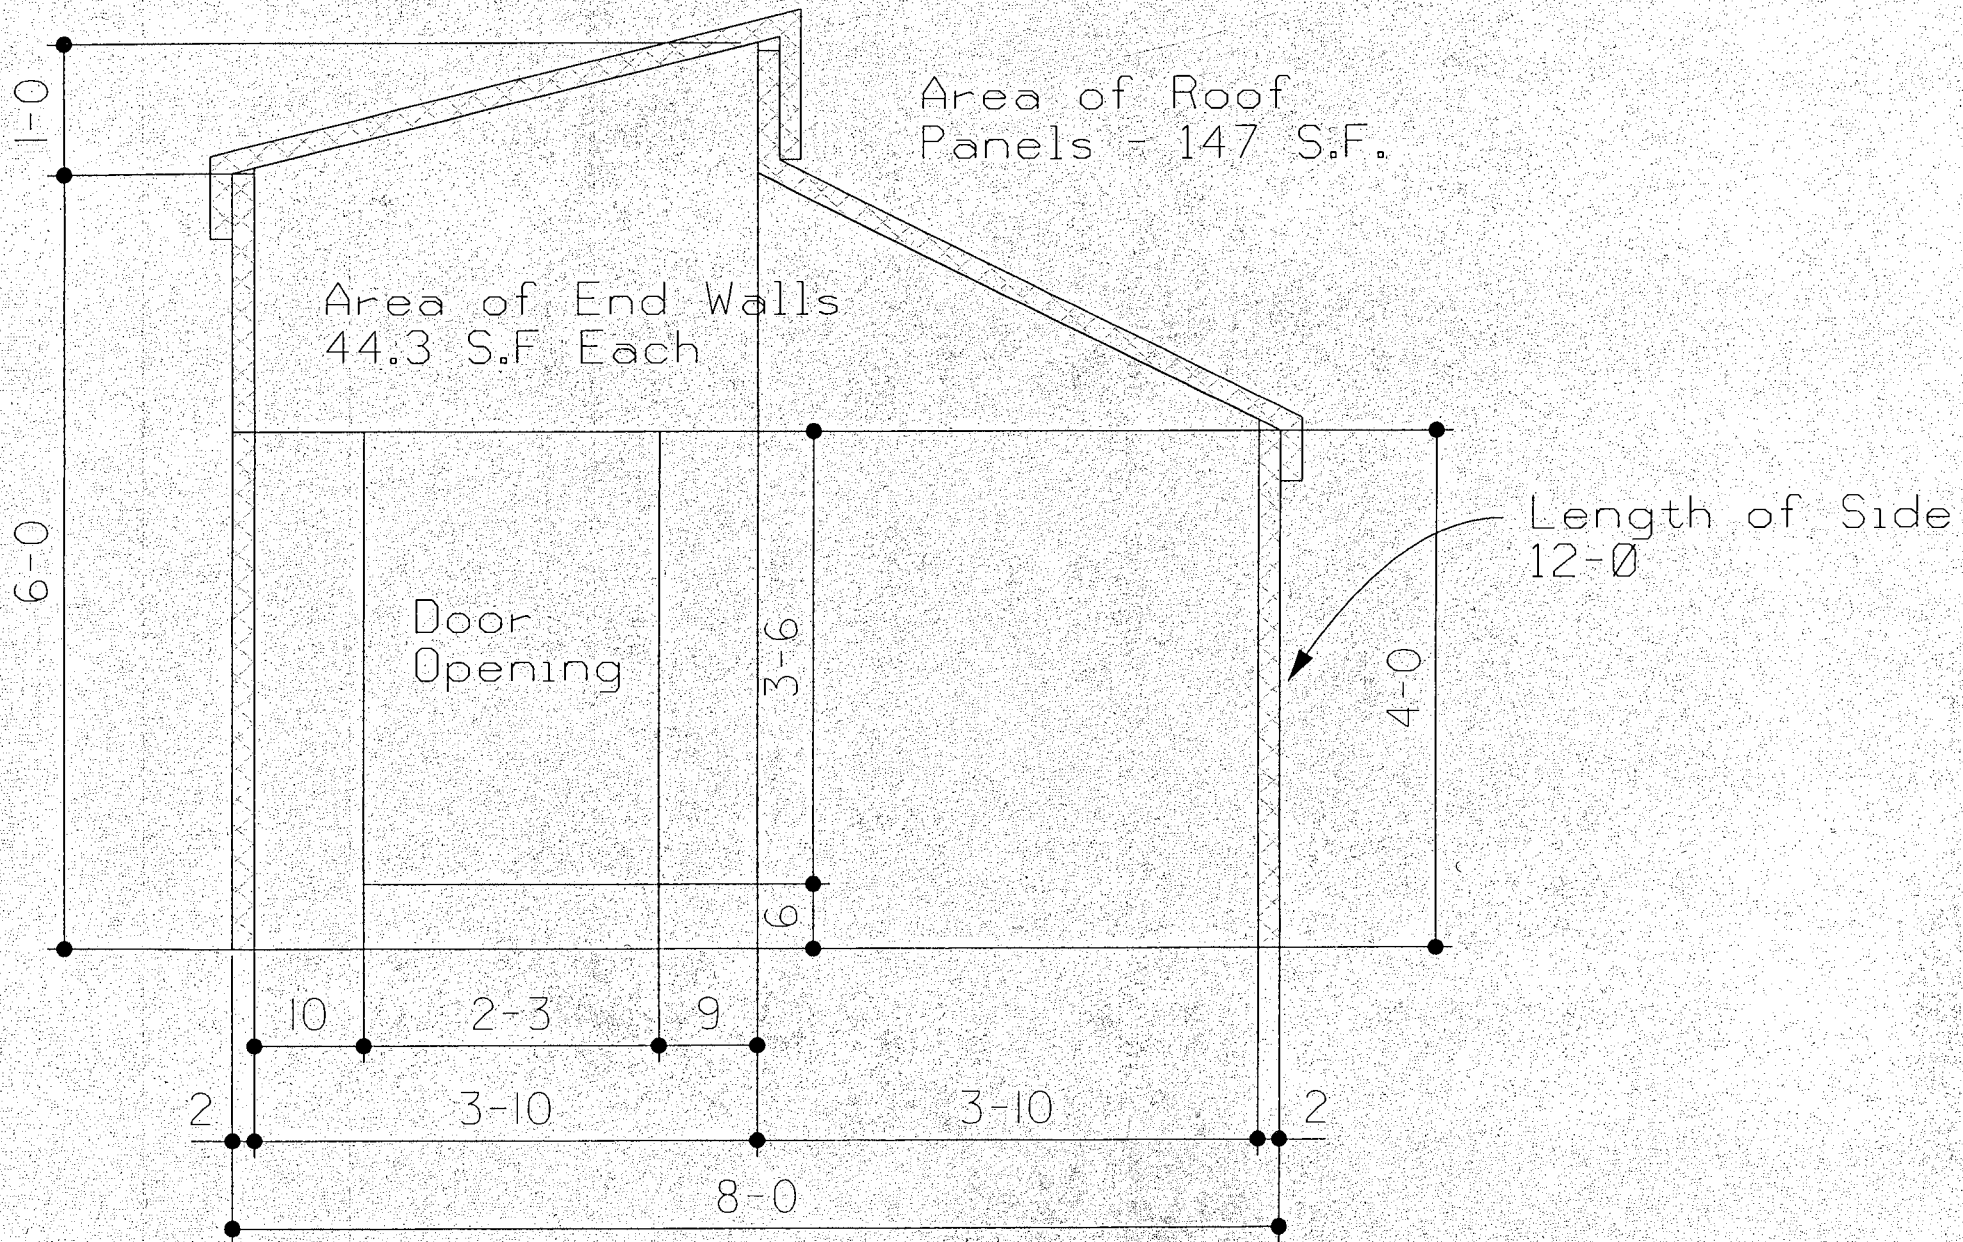 1-0
Area of Roof
Panels - 147 S.F.
Area of End Walls
44.3 S.F Each
6-0
Length of Side
12-0
Door
Opening
3-6
4-0
6
10
2-3
9
2
3-10
3-10
2
8-0